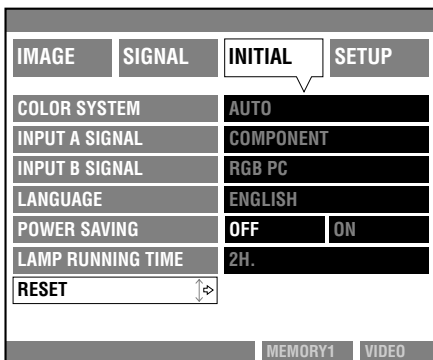 IMAGE SIGNAL INITIAL SETUP
COLOR SYSTEM AUTO
INPUT A SIGNAL COMPONENT
INPUT B SIGNAL RGB PC
LANGUAGE ENGLISH
POWER SAVING OFF ON
LAMP RUNNING TIME 2H.
RESET
MEMORY1 VIDEO